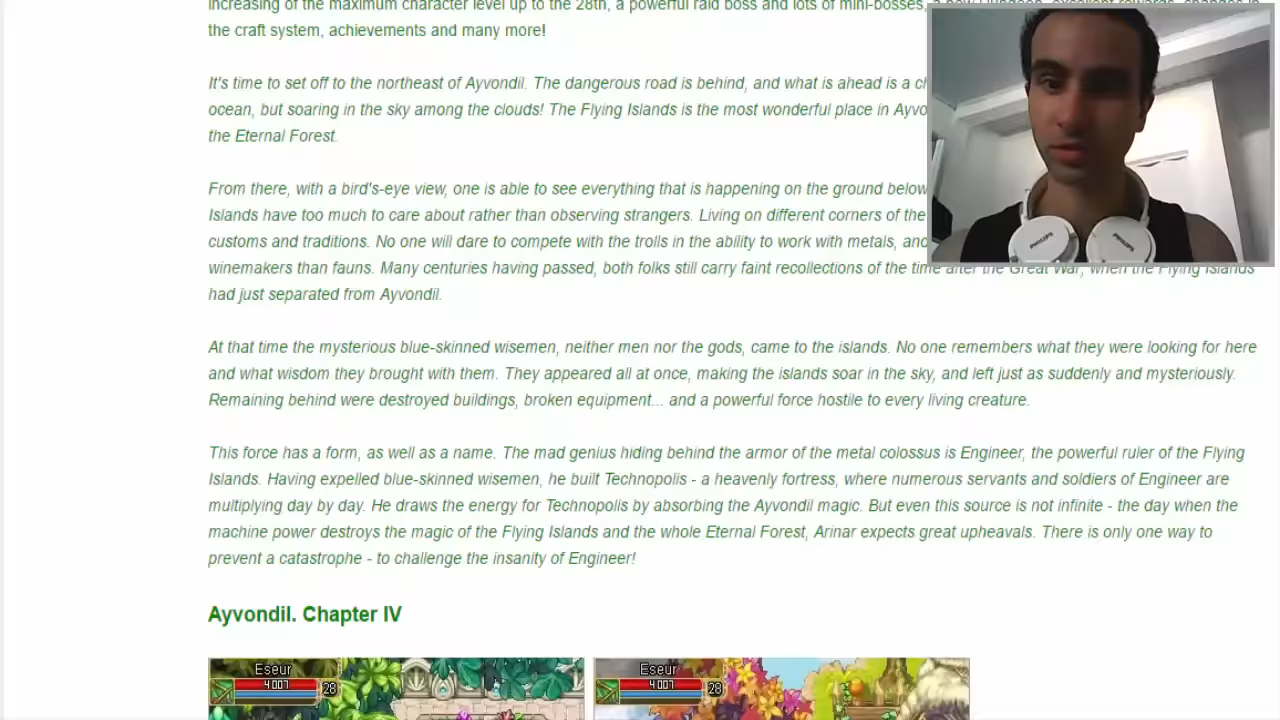 increasing of the maximum character level up to the 28th, a powerful raid boss and lots of mini-bosses, a new Dungeon, excellent rewards, changes in
the craft system, achievements and many more!
It's time to set off to the northeast of Ayvondil. The dangerous road is behind, and what is ahead is a
ocean, but soaring in the sky among the clouds! The Flying Islands is the most wonderful place in
the Eternal Forest.
From there, with a bird's-eye view, one is able to see everything that is happening on the ground below
Islands have too much to care about rather than observing strangers. Living on different corners of the
customs and traditions. No one will dare to compete with the trolls in the ability to work with metals,
winemakers than fauns. Many centuries having passed, both folks still carry faint recollections of the time after the Great War, when the Flying Islands
had just separated from Ayvondil.
At that time the mysterious blue-skinned wisemen, neither men nor the gods, came to the islands. No one remembers what they were looking for here
and what wisdom they brought with them. They appeared all at once, making the islands soar in the sky, and left just as suddenly and mysteriously.
Remaining behind were destroyed buildings, broken equipment... and a powerful force hostile to every living creature.
This force has a form, as well as a name. The mad genius hiding behind the armor of the metal colossus is Engineer, the powerful ruler of the Flying
Islands. Having expelled blue-skinned wisemen, he built Technopolis - a heavenly fortress, where numerous servants and soldiers of Engineer are
multiplying day by day. He draws the energy for Technopolis by absorbing the Ayvondil magic. But even this source is not infinite - the day when the
machine power destroys the magic of the Flying Islands and the whole Eternal Forest, Arinar expects great upheavals. There is only one way to
prevent a catastrophe - to challenge the insanity of Engineer!
Ayvondil. Chapter IV
Eseur
4007 28
Eseur
4007 28
PHILIPS
PHILIPS